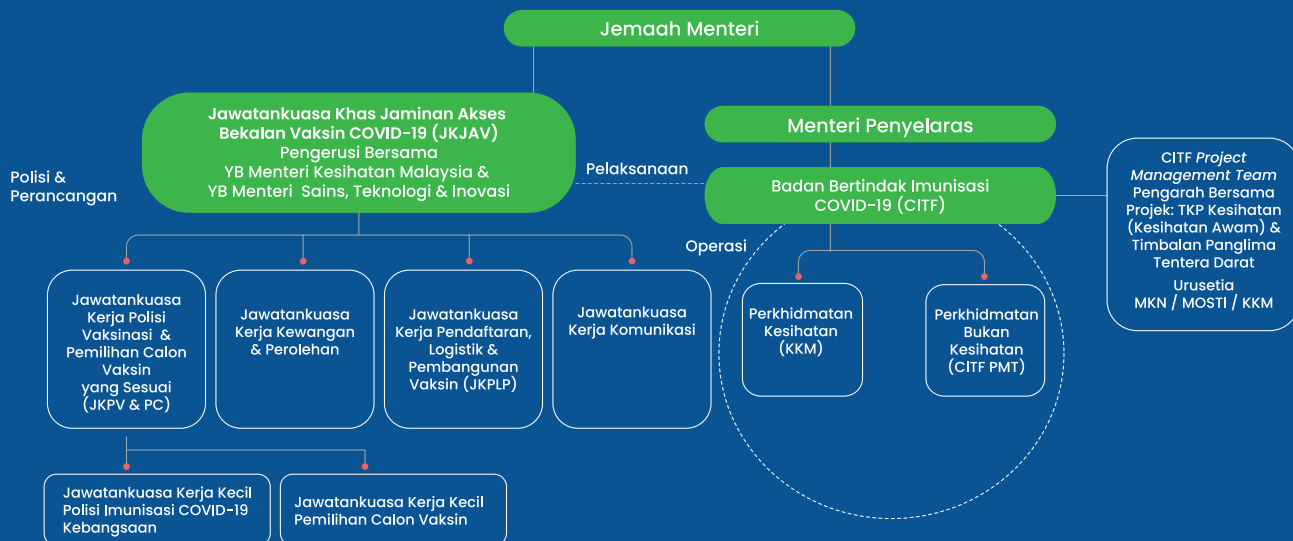 Jemaah Menteri
Jawatankuasa Khas Jaminan Akses
Bekalan Vaksin COVID-19 (JKJAV)
Pengerusi Bersama
YB Menteri Kesihatan Malaysia &
YB Menteri Sains, Teknologi & Inovasi
Menteri Penyelaras
Polisi &
Perancangan
Pelaksanaan
Badan Bertindak Imunisasi
COVID-19 (CITF)
CITF Project
Management Team
Pengarah Bersama
Projek: TKP Kesihatan
(Kesihatan Awam) &
Timbalan Panglima
Tentera Darat
Urusetia
MKN / MOSTI / KKM
Operasi
Jawatankuasa
Kerja Polisi
Vaksinasi &
Pemilihan Calon
Vaksin
yang Sesuai
(JKPV & PC)
Jawatankuasa
Kerja Kewangan
& Perolehan
Jawatankuasa
Kerja Pendaftaran,
Logistik &
Pembangunan
Vaksin (JKPLP)
Jawatankuasa
Kerja Komunikasi
Perkhidmatan
Kesihatan
(KKM)
Perkhidmatan
Bukan
Kesihatan
(CITF PMT)
Jawatankuasa Kerja Kecil
Polisi Imunisasi COVID-19
Kebangsaan
Jawatankuasa Kerja Kecil
Pemilihan Calon Vaksin